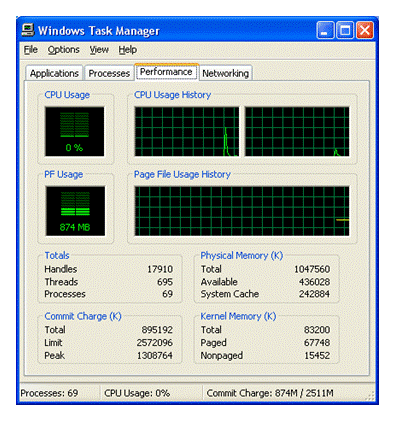 Windows Task Manager
File Options View Help
Applications Processes Performance Networking
CPU Usage
CPU Usage History
0 %
PF Usage
Page File Usage History
874 MB
Totals
Handles 17910
Threads 695
Processes 69
Physical Memory (K)
Total 1047560
Available 436028
System Cache 242884
Commit Charge (K)
Total 895192
Limit 2572096
Peak 1308764
Kernel Memory (K)
Total 83200
Paged 67748
Nonpaged 15452
Processes: 69 CPU Usage: 0% Commit Charge: 874M / 2511M